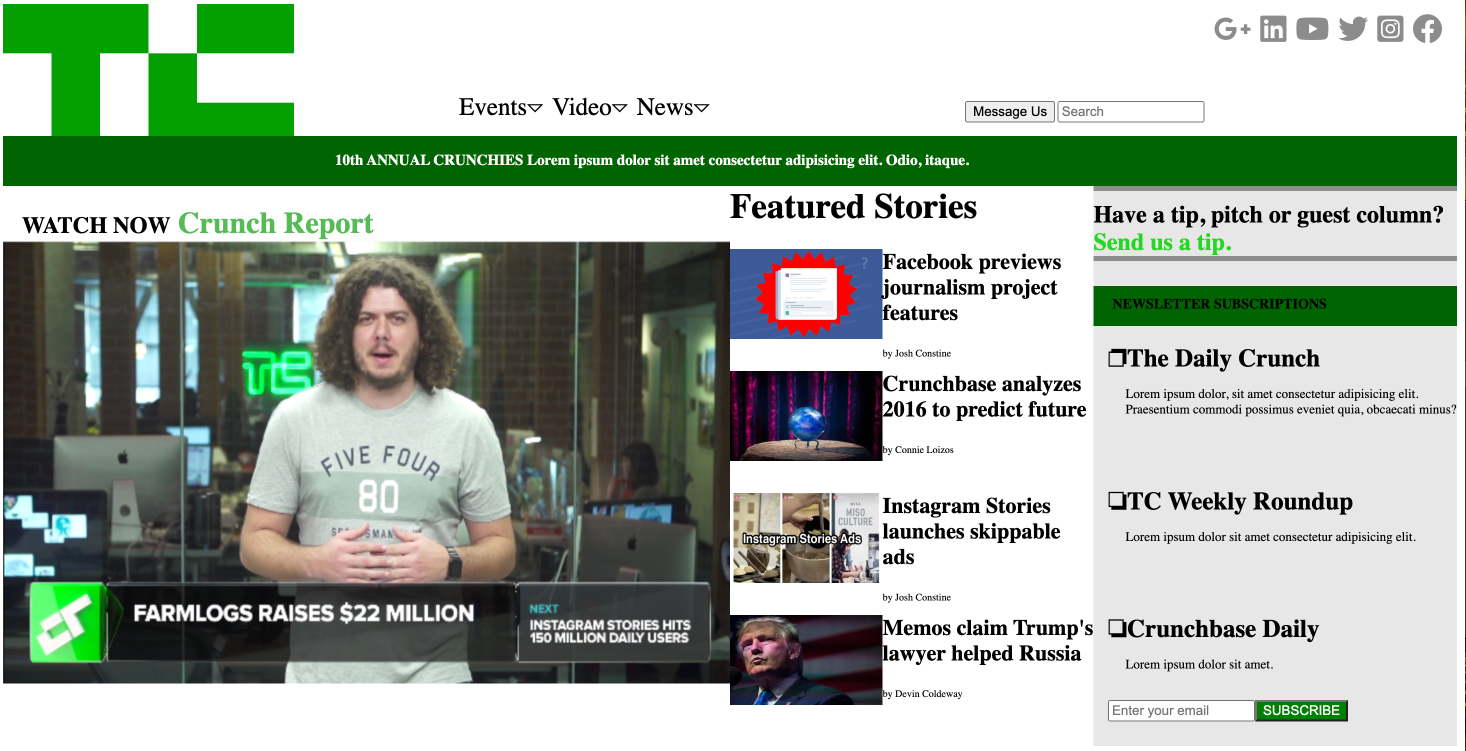 TC
Events Video News
Message Us Search
10th ANNUAL CRUNCHIES Lorem ipsum dolor sit amet consectetur adipisicing elit. Odio, itaque.
WATCH NOW Crunch Report
TC
FIVE FOUR
80
FARMLOGS RAISES $22 MILLION
NEXT
INSTAGRAM STORIES HITS
150 MILLION DAILY USERS
Featured Stories
?
Facebook previews
journalism project
features
by Josh Constine
Crunchbase analyzes
2016 to predict future
by Connie Loizos
MISO
CULTURE
Instagram Stories Ads
Instagram Stories
launches skippable
ads
by Josh Constine
Memos claim Trump's
lawyer helped Russia
by Devin Coldeway
Have a tip, pitch or guest column?
Send us a tip.
NEWSLETTER SUBSCRIPTIONS
❐The Daily Crunch
Lorem ipsum dolor, sit amet consectetur adipisicing elit.
Praesentium commodi possimus eveniet quia, obcaecati minus?
❏TC Weekly Roundup
Lorem ipsum dolor sit amet consectetur adipisicing elit.
❏Crunchbase Daily
Lorem ipsum dolor sit amet.
Enter your email SUBSCRIBE